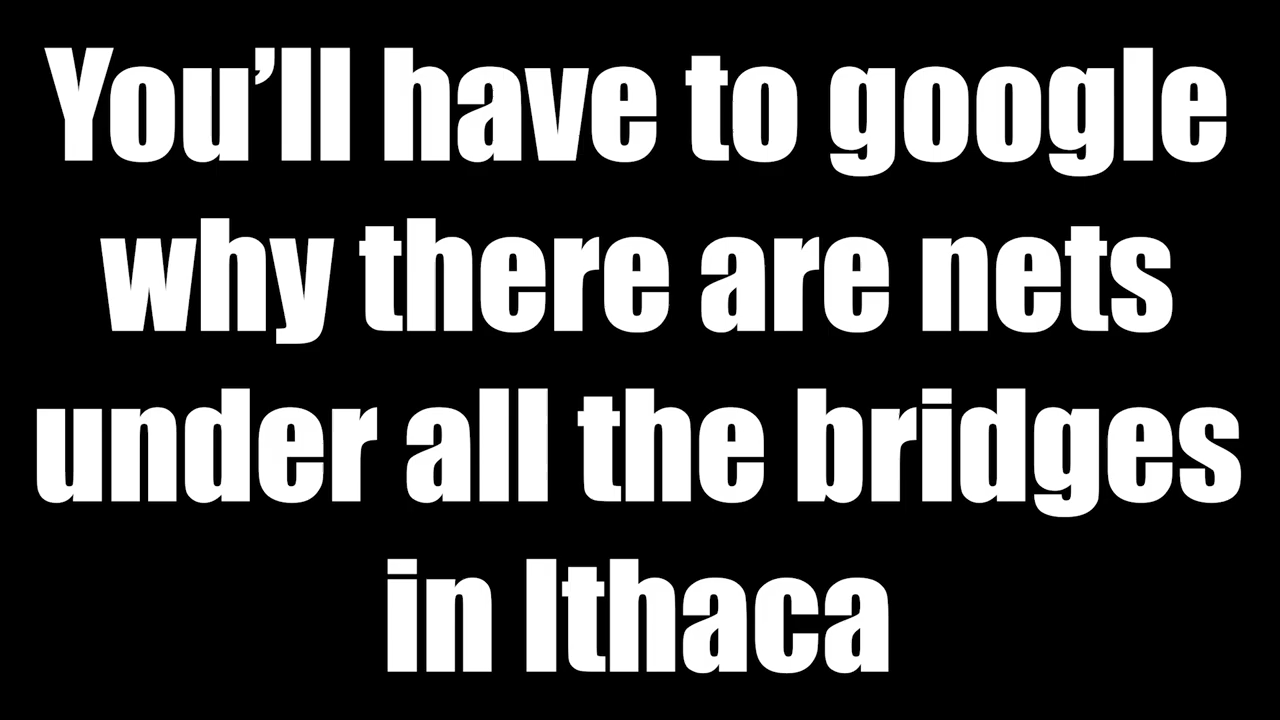 You’ll have to google
why there are nets
under all the bridges
in Ithaca